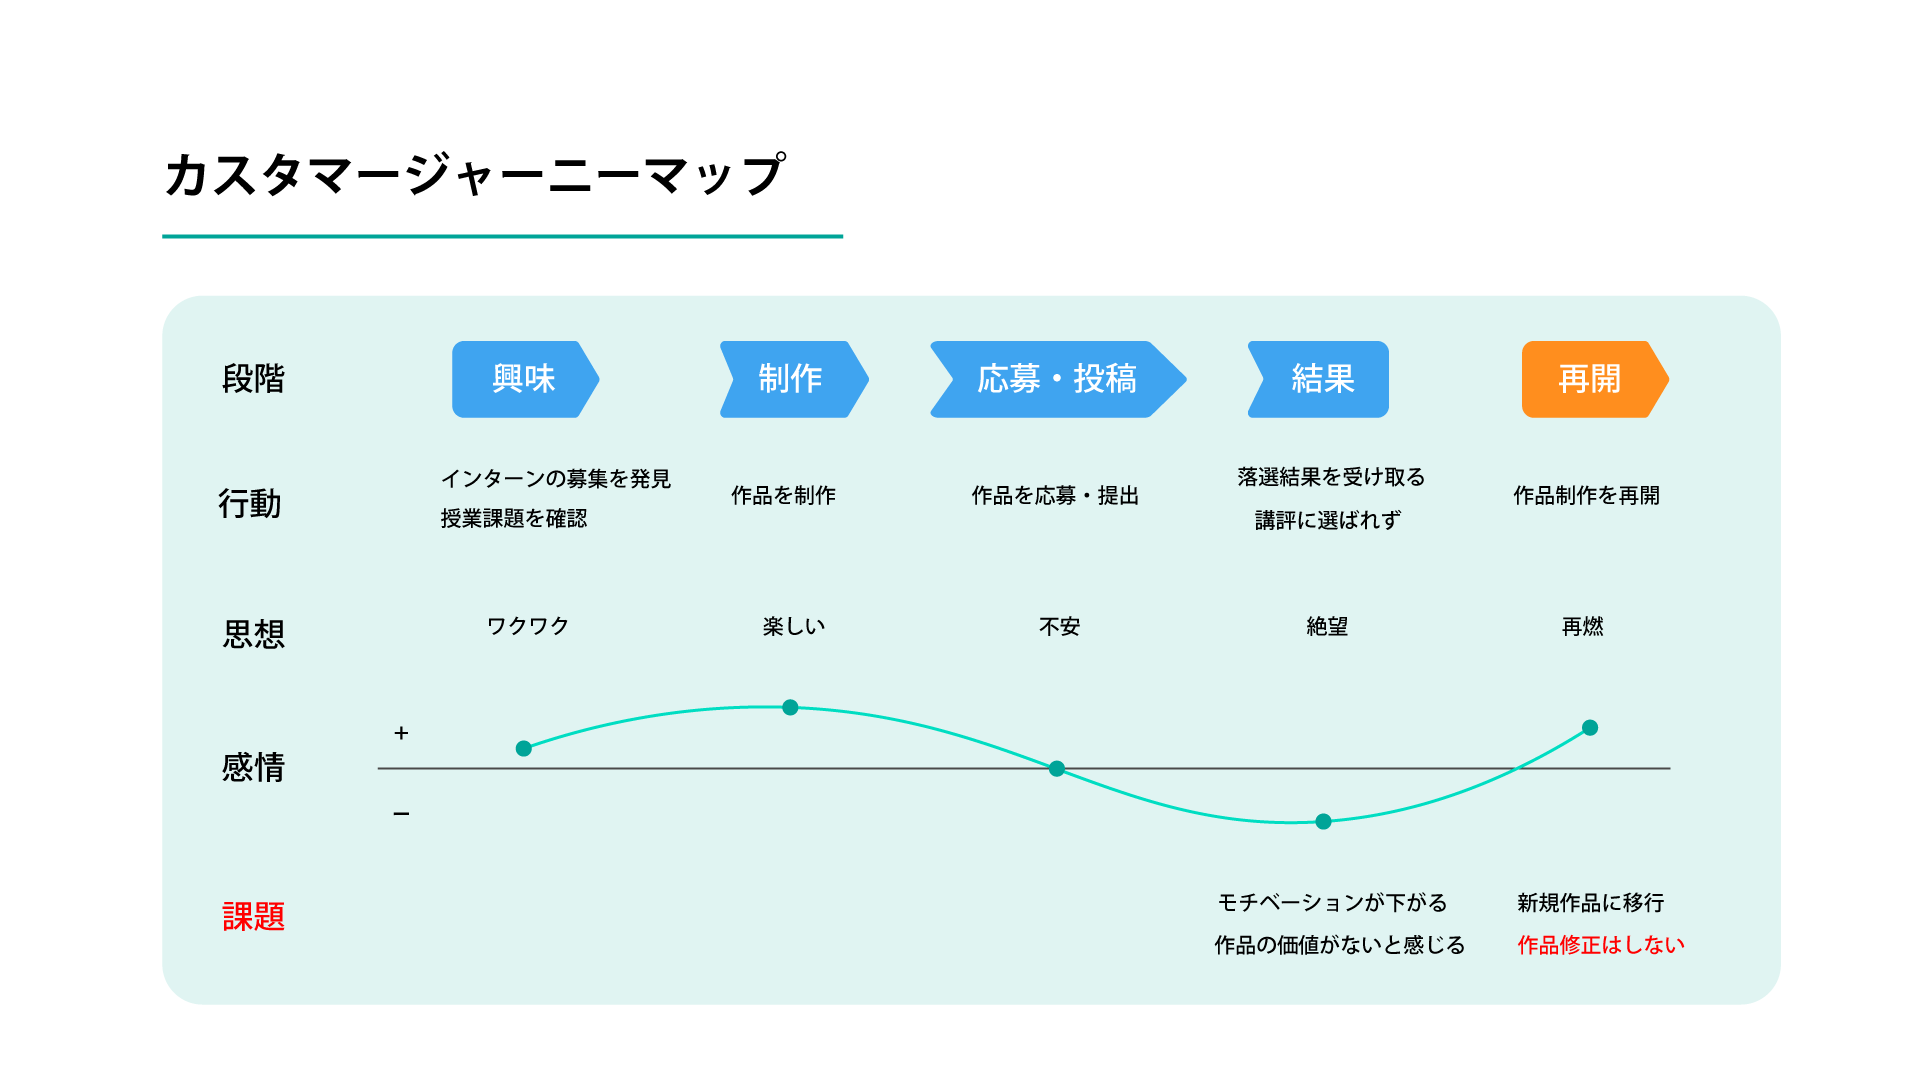 カスタマージャーニーマップ
段階
興味
制作
応募・投稿
結果
再開
行動
インターンの募集を発見
授業課題を確認
作品を制作
作品を応募・提出
落選結果を受け取る
講評に選ばれず
作品制作を再開
思想
ワクワク
楽しい
不安
絶望
再燃
感情
+
–
課題
モチベーションが下がる
作品の価値がないと感じる
新規作品に移行
作品修正はしない